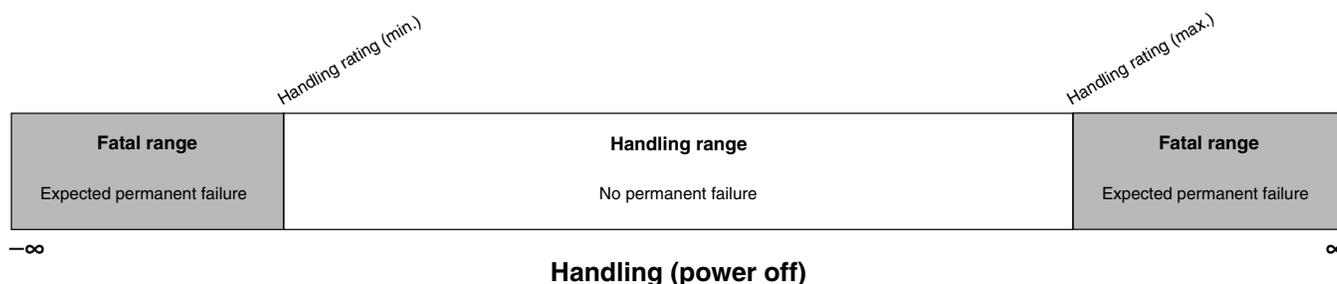 Handling rating (min.)
Handling rating (max.)
Fatal range
Handling range
Fatal range
Expected permanent failure
No permanent failure
Expected permanent failure
–∞
∞
Handling (power off)